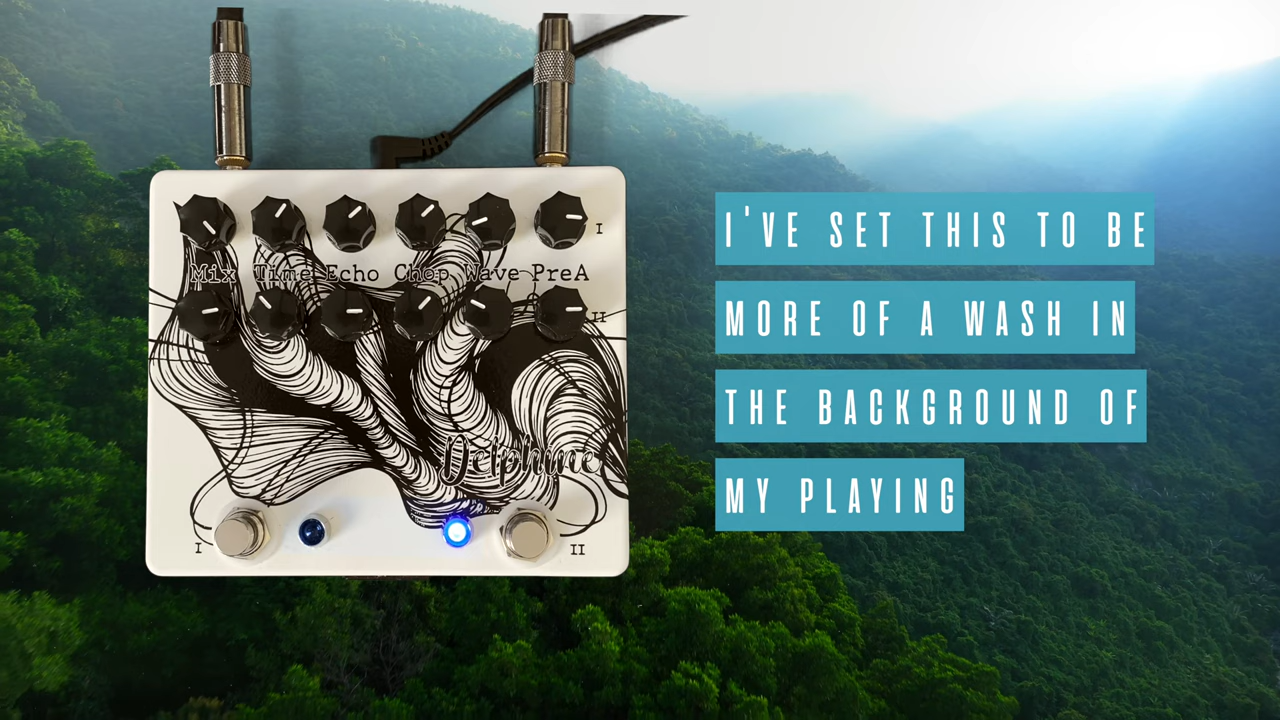 I
Mix Time Echo Chop Wave PreA
II
Delphine
I II
I'VE SET THIS TO BE
MORE OF A WASH IN
THE BACKGROUND OF
MY PLAYING